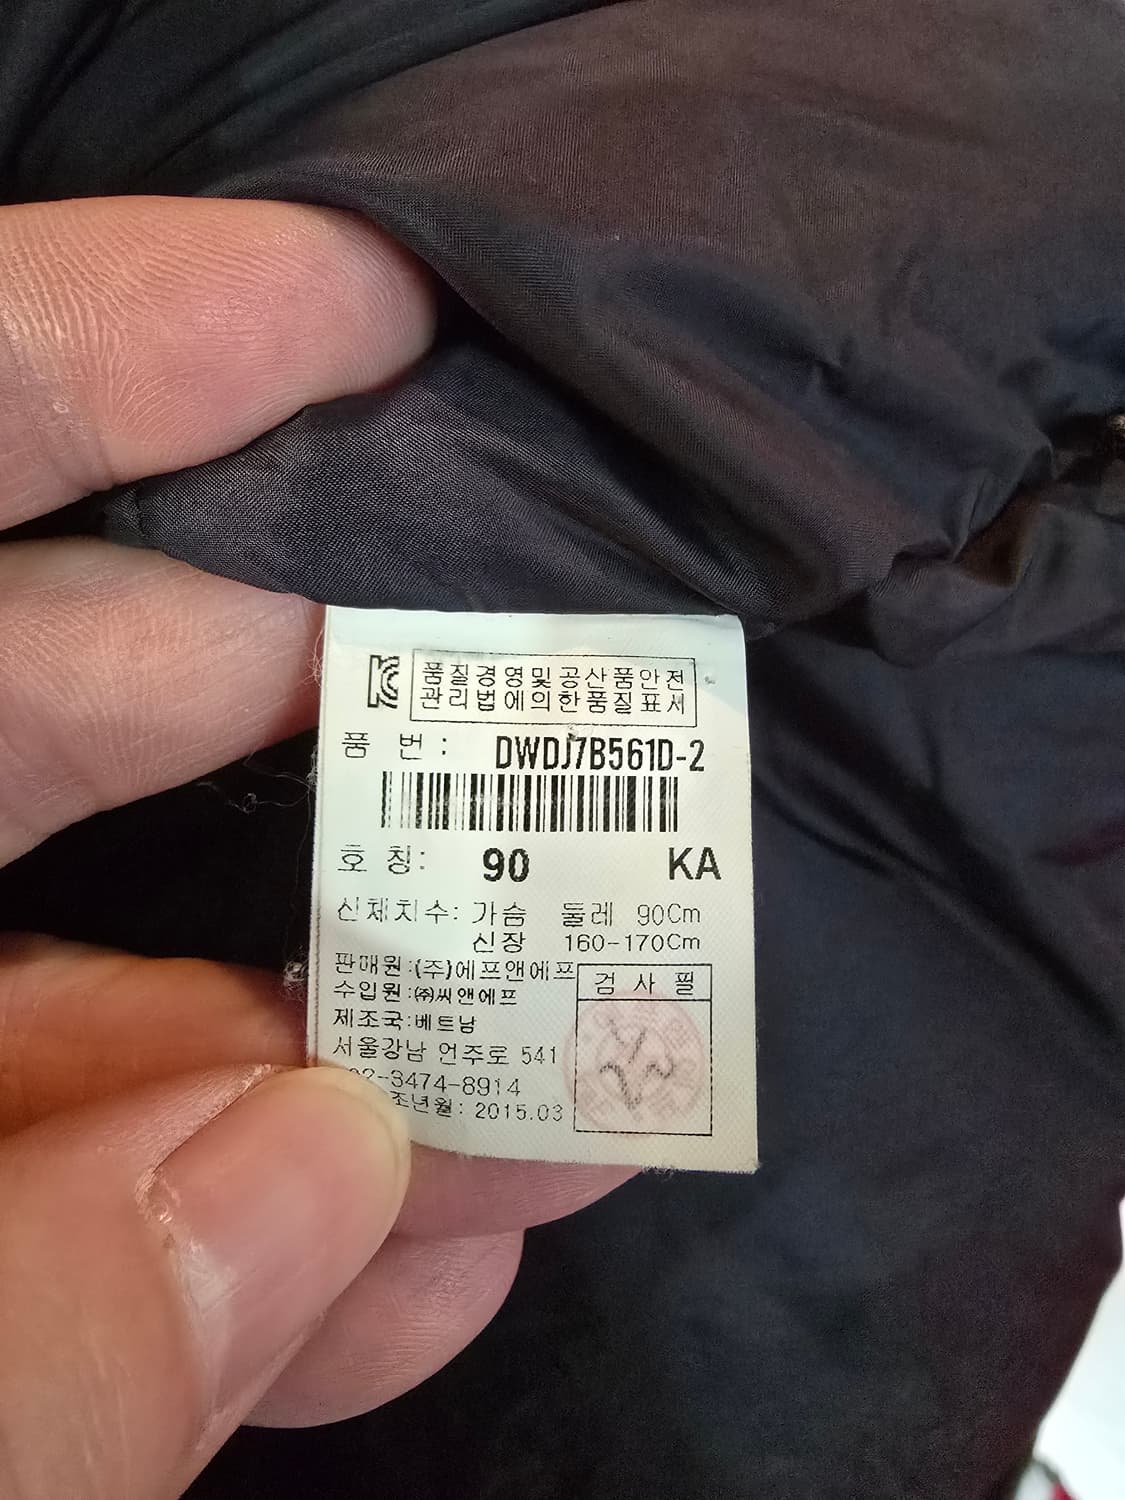 품질경영및공산품안전
관리법에의한품질표시
품 번 : DWDJ7B561D-2
호 칭: 90 KA
신체치수: 가슴 둘레 90Cm
신장 160-170Cm
판매원:(주)에프앤에프
검 사 필
수입원:㈜씨앤에프
제조국:베트남
서울강남 언주로 541
02-3474-8914
조년월: 2015.03